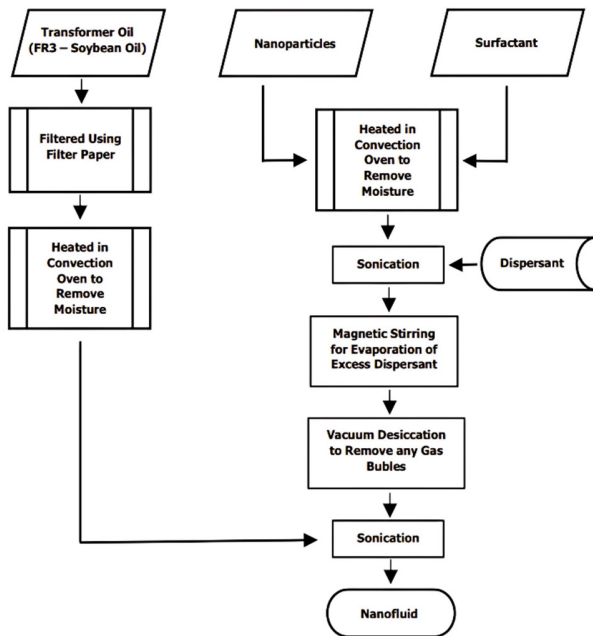 Transformer Oil
(FR3 – Soybean Oil)
Nanoparticles
Surfactant
Filtered Using
Filter Paper
Heated in
Convection
Oven to
Remove
Moisture
Heated in
Convection
Oven to
Remove
Moisture
Sonication
Dispersant
Magnetic Stirring
for Evaporation of
Excess Dispersant
Vacuum Desiccation
to Remove any Gas
Bubles
Sonication
Nanofluid